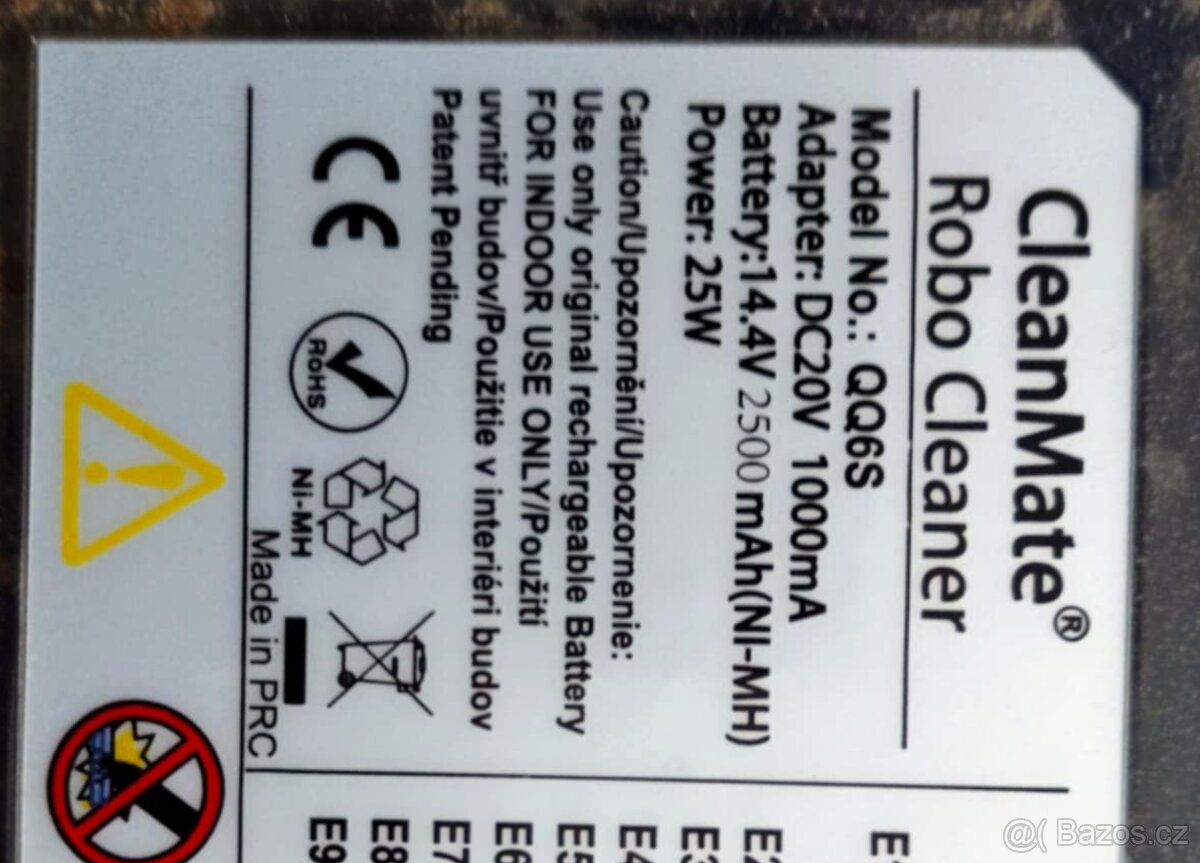 CleanMate®
Robo Cleaner
Model No.: QQ6S
Adapter: DC20V 1000mA
Battery:14.4V 2500 mAh(NI-MH)
Power: 25W
Caution/Upozornění/Upozornenie:
Use only original rechargeable Battery
FOR INDOOR USE ONLY/Použití
uvnitř budov/Použitie v interiéri budov
Patent Pending
CE
RoHS
Ni-MH
Made in PRC
E2
E3
E4
E5
E6
E7
E8
E9
@( Bazos.cz